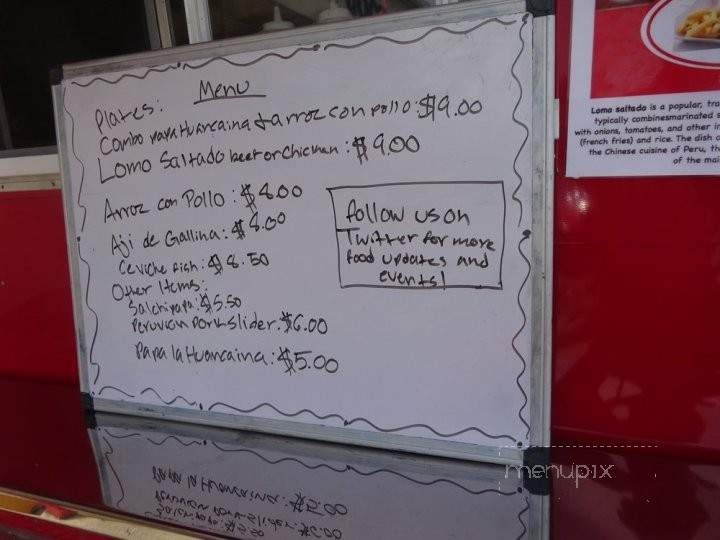 Menu
Plates:
Combo Papa Huancaina & arroz con pollo: $9.00
Lomo Saltado beef or Chicken: $9.00
Arroz con Pollo: $8.00
Aji de Gallina: $8.00
Ceviche fish: $8.50
Other Items:
Salchipapa: $5.50
Peruvian Pork Slider: $6.00
Papa la Huancaina: $5.00
follow us on
Twitter for more
food updates and
events!
Lomo saltado is a popular, tra
typically combines marinated s
with onions, tomatoes, and other in
(french fries) and rice. The dish o
the Chinese cuisine of Peru, th
of the mai
menupix